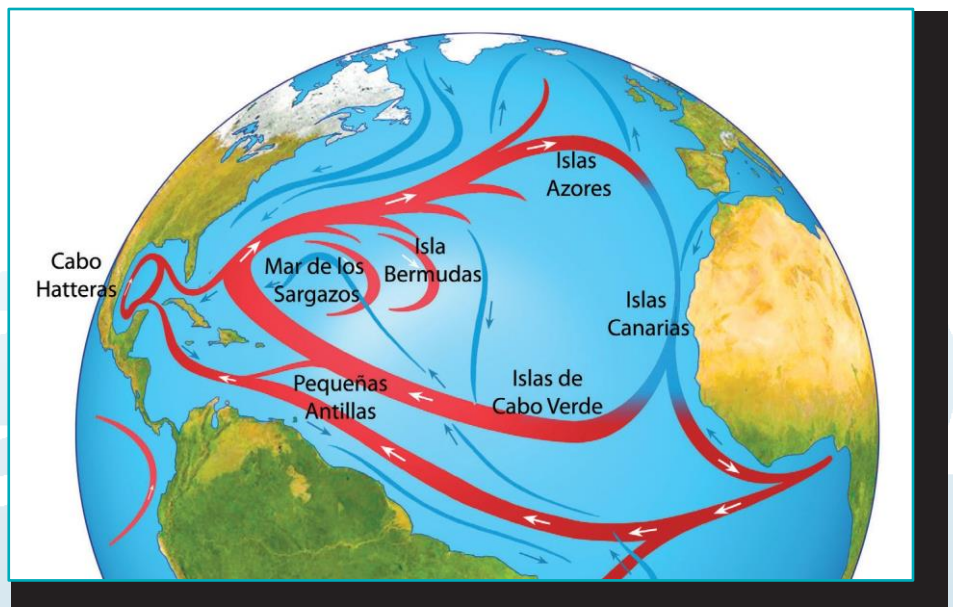 Islas
Azores
Cabo
Hatteras
Mar de los
Sargazos
Isla
Bermudas
Islas
Canarias
Pequeñas
Antillas
Islas de
Cabo Verde